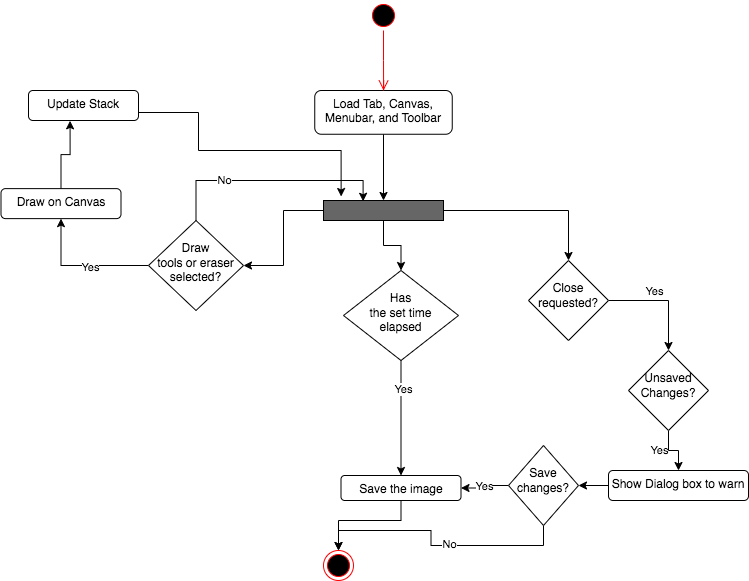 Load Tab, Canvas,
Menubar, and Toolbar
Update Stack
No
Draw on Canvas
Draw
tools or eraser
selected?
Yes
Has
the set time
elapsed
Close
requested?
Yes
Unsaved
Changes?
Yes
Yes
Show Dialog box to warn
Save
changes?
Yes
Save the image
No